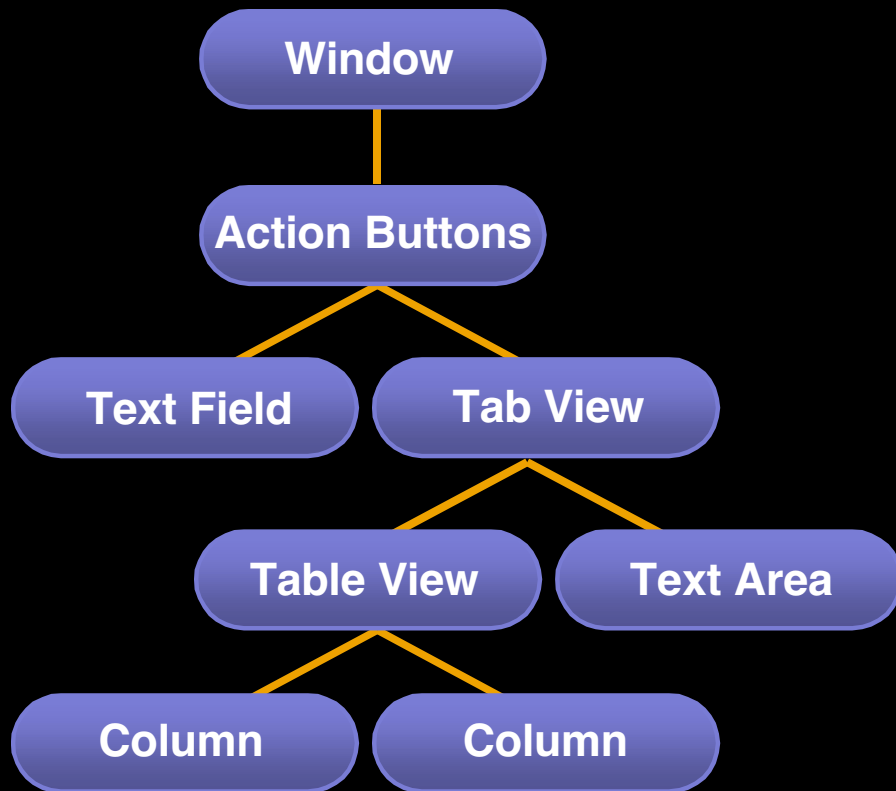 Window
Action Buttons
Text Field
Tab View
Table View
Text Area
Column
Column